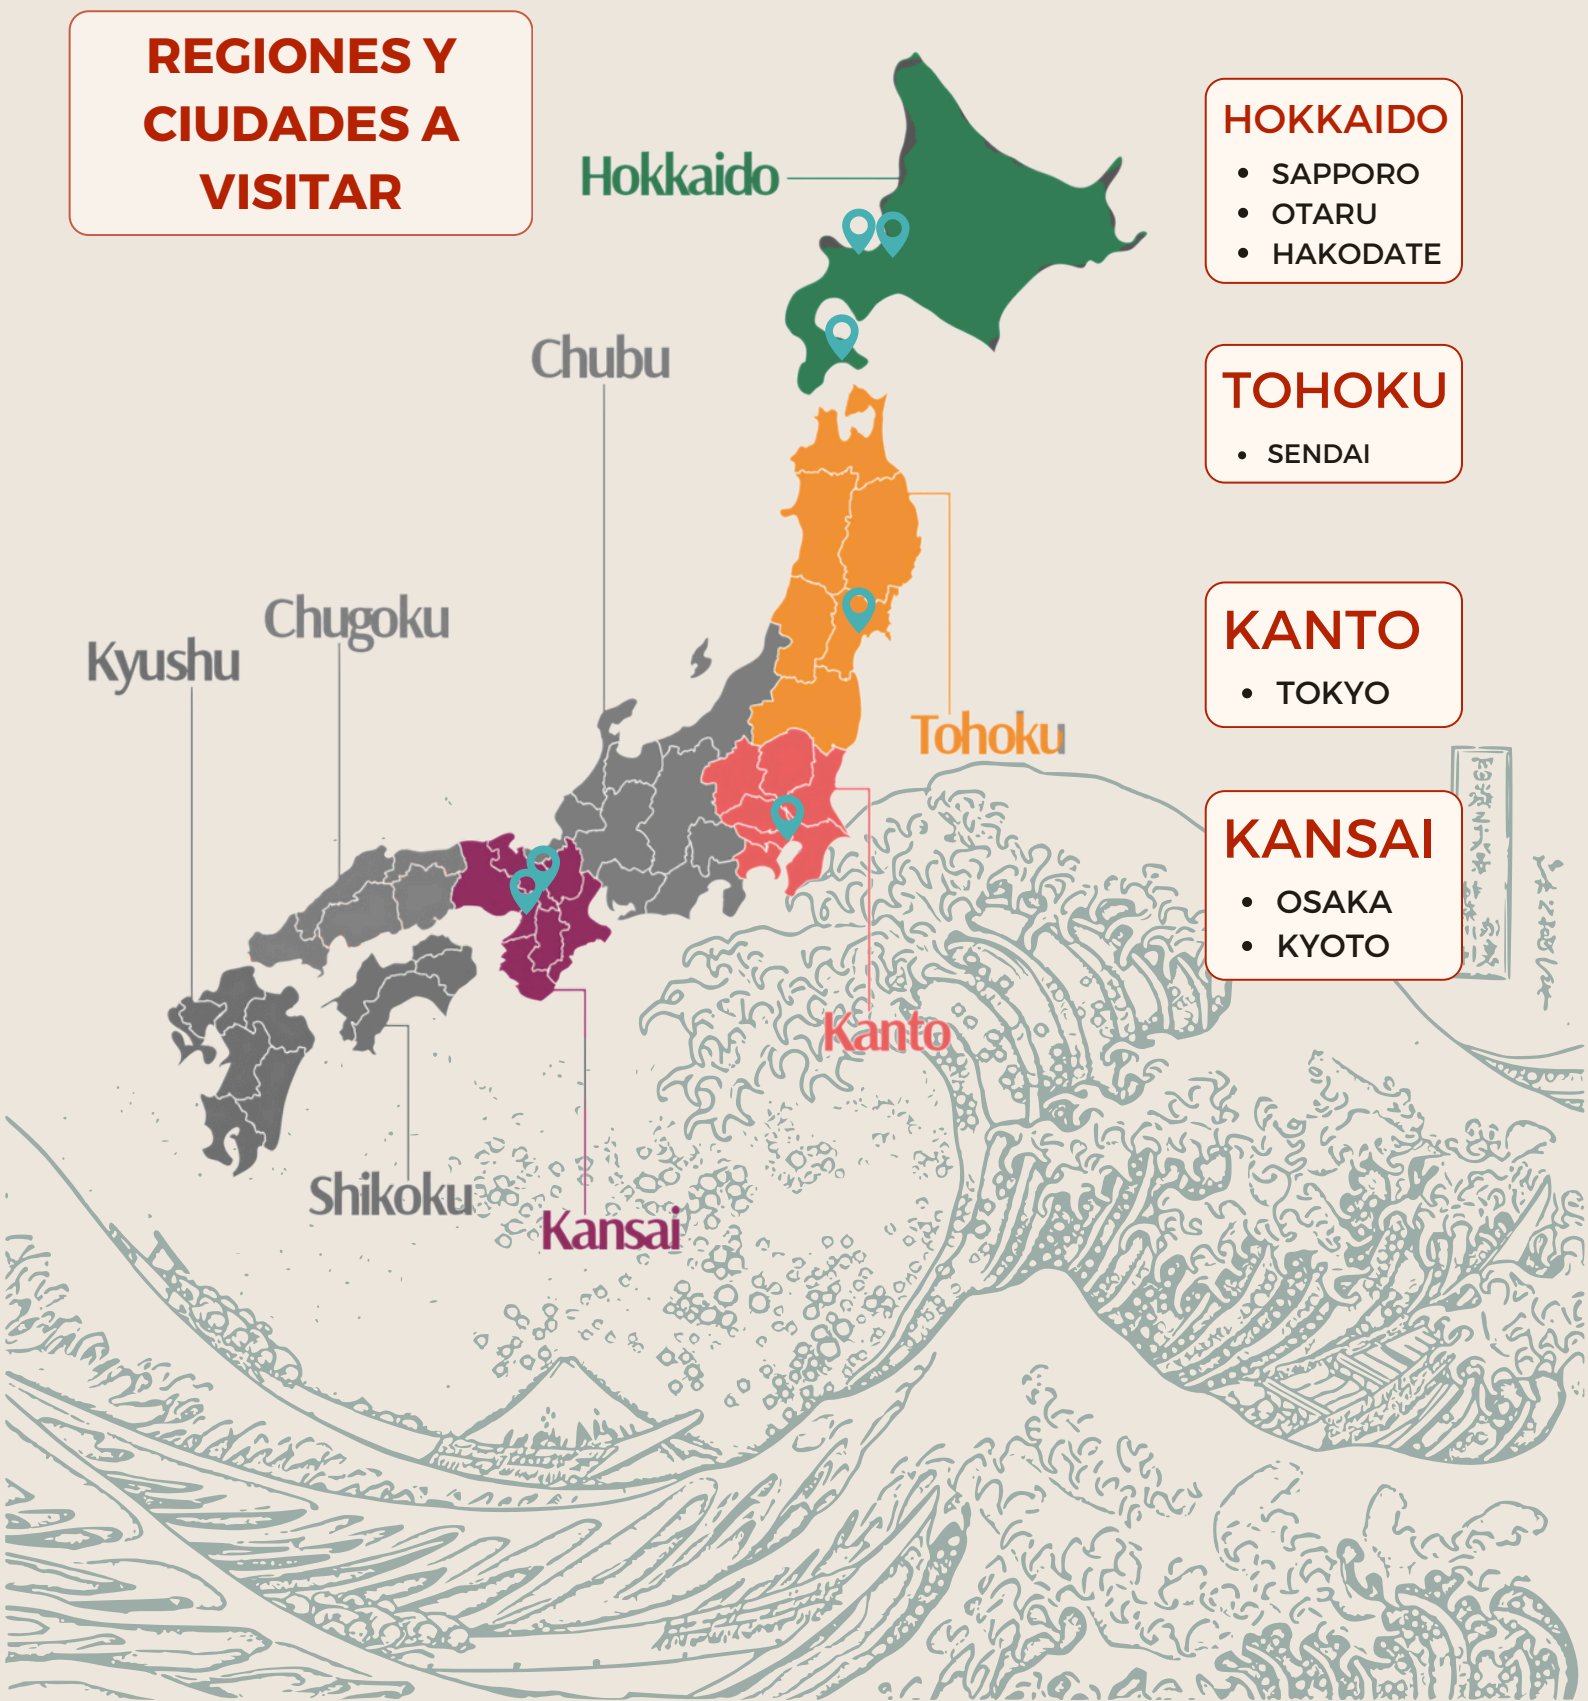 REGIONES Y
CIUDADES A
VISITAR
Hokkaido
Chubu
Chugoku
Kyushu
Tohoku
Kanto
Shikoku
Kansai
HOKKAIDO
• SAPPORO
• OTARU
• HAKODATE
TOHOKU
• SENDAI
KANTO
• TOKYO
KANSAI
• OSAKA
• KYOTO